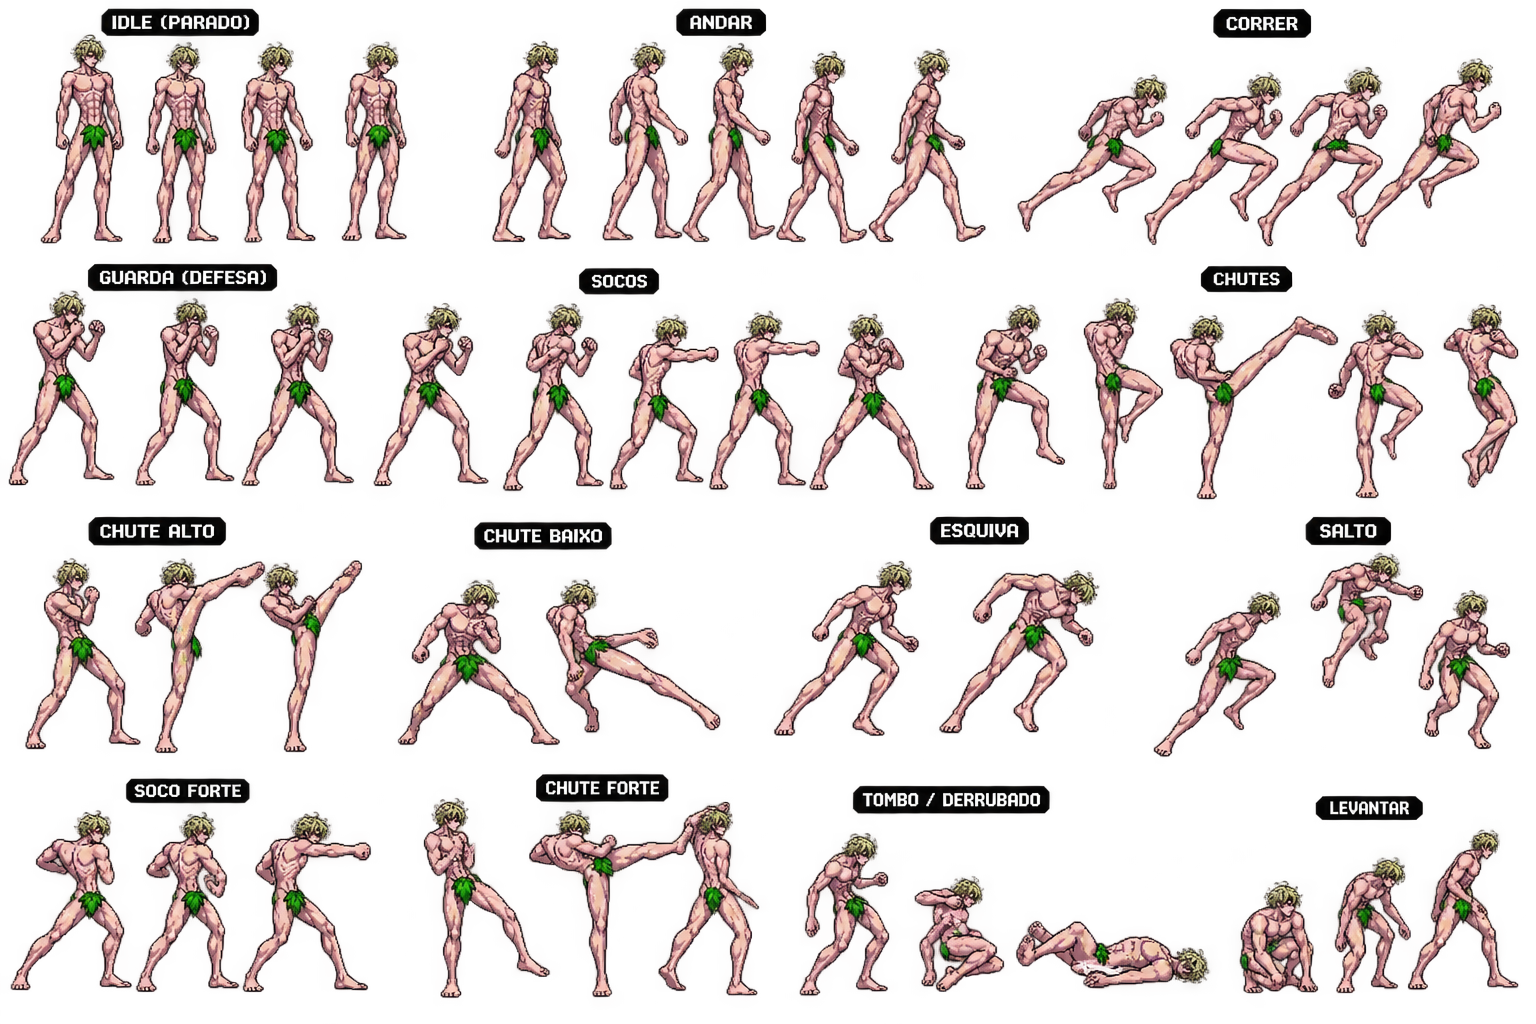 IDLE (PARADO)
ANDAR
CORRER
GUARDA (DEFESA)
SOCOS
CHUTES
CHUTE ALTO
CHUTE BAIXO
ESQUIVA
SALTO
SOCO FORTE
CHUTE FORTE
TOMBO / DERRUBADO
LEVANTAR